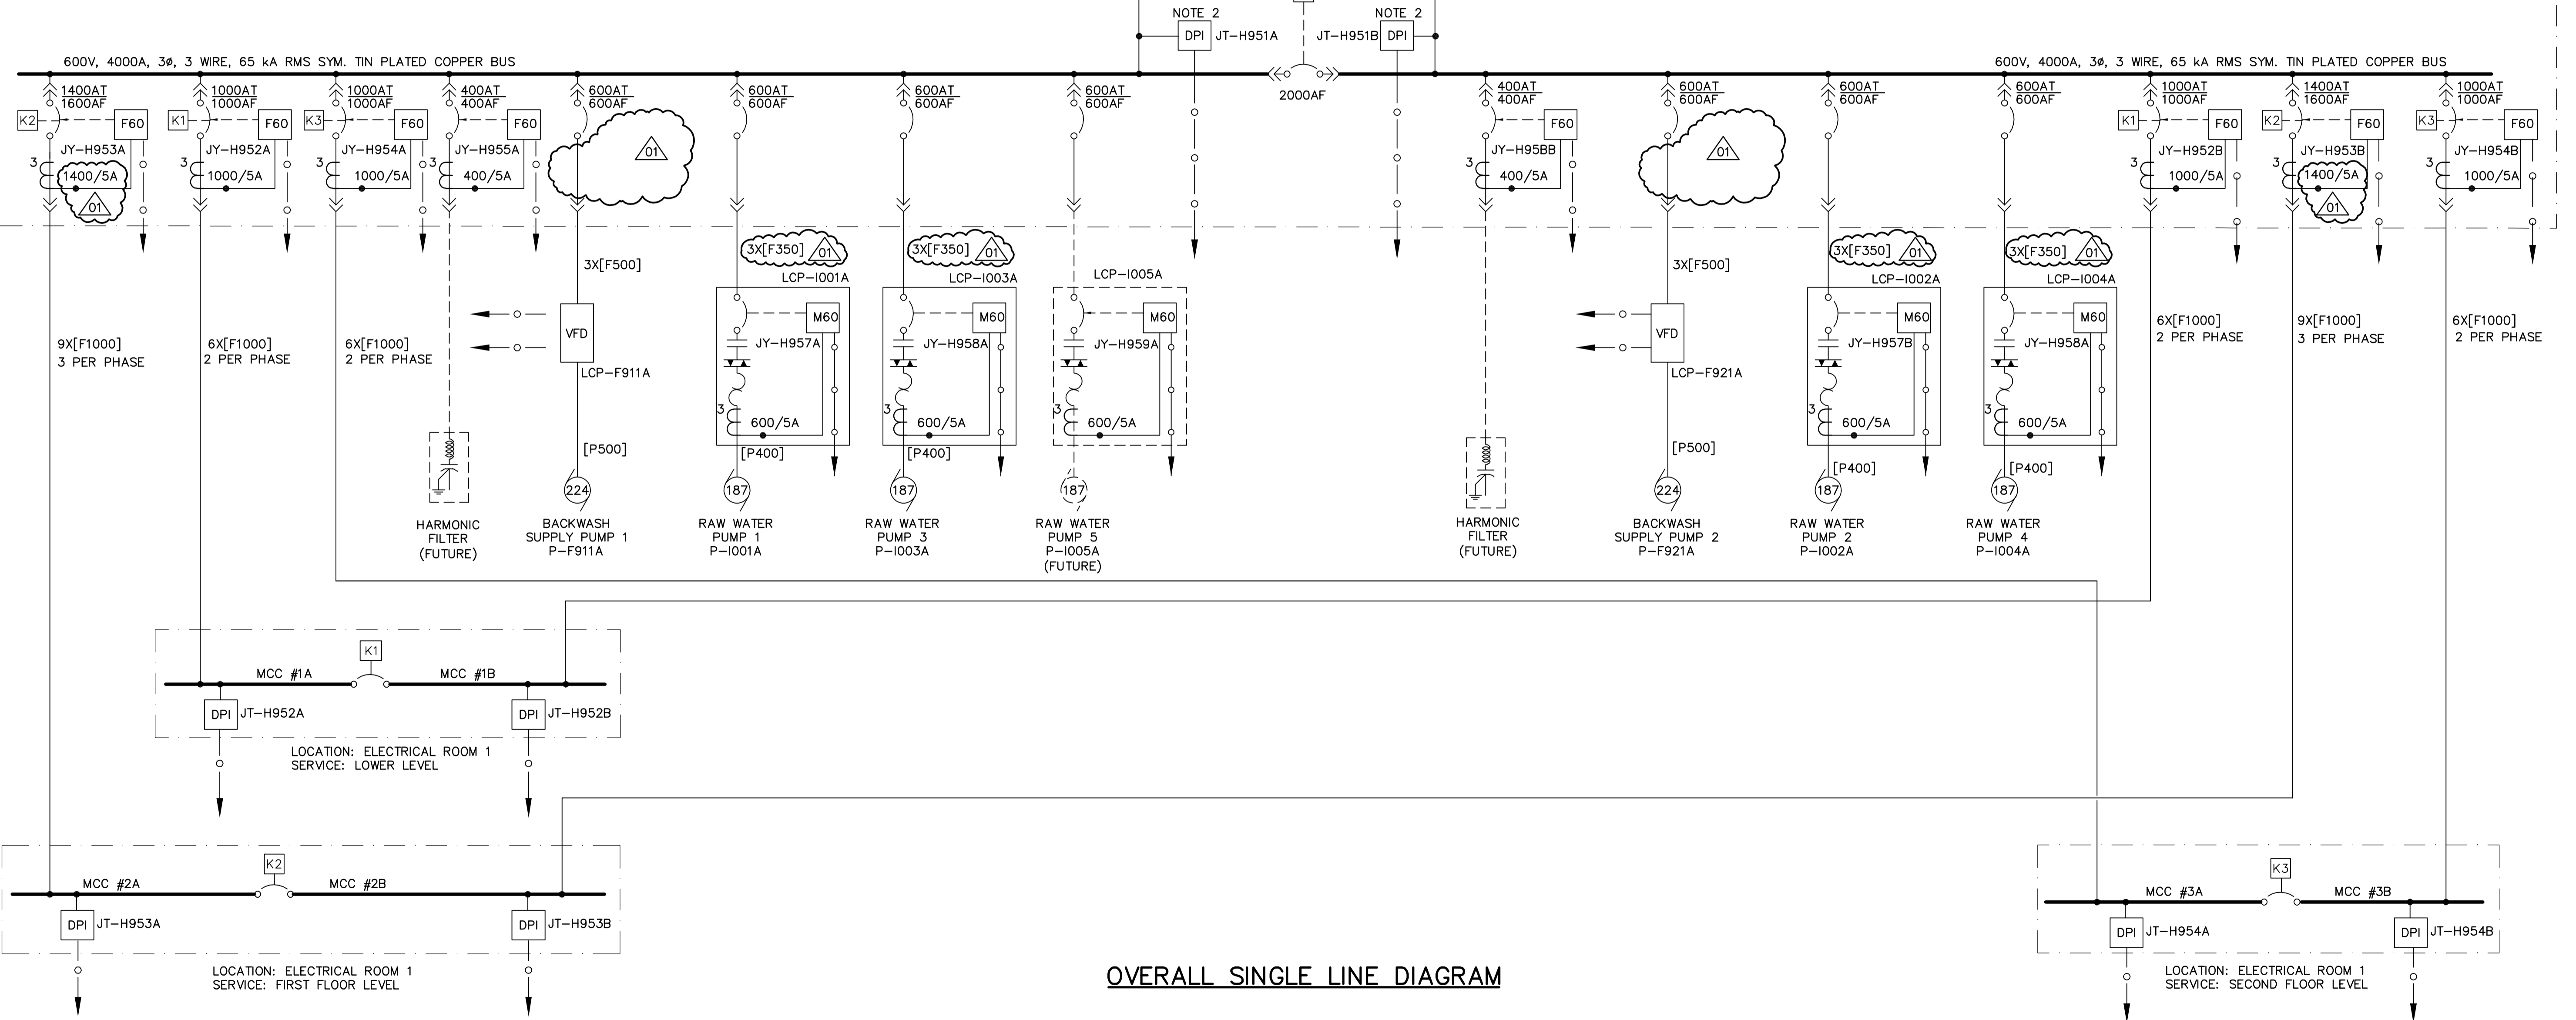 NOTE 2
NOTE 2
DPI
JT-H951A
JT-H951B
DPI
600V, 4000A, 3ø, 3 WIRE, 65 kA RMS SYM. TIN PLATED COPPER BUS
600V, 4000A, 3ø, 3 WIRE, 65 kA RMS SYM. TIN PLATED COPPER BUS
2000AF
1400AT
1600AF
K2
F60
JY-H953A
3
1400/5A
01
1000AT
1000AF
K1
F60
JY-H952A
3
1000/5A
1000AT
1000AF
K3
F60
JY-H954A
3
1000/5A
400AT
400AF
F60
JY-H955A
3
400/5A
600AT
600AF
01
600AT
600AF
600AT
600AF
600AT
600AF
400AT
400AF
F60
JY-H95BB
3
400/5A
600AT
600AF
01
600AT
600AF
600AT
600AF
1000AT
1000AF
K1
F60
JY-H952B
3
1000/5A
1400AT
1600AF
K2
F60
JY-H953B
3
1400/5A
01
1000AT
1000AF
K3
F60
JY-H954B
3
1000/5A
9X[F1000]
3 PER PHASE
6X[F1000]
2 PER PHASE
6X[F1000]
2 PER PHASE
HARMONIC
FILTER
(FUTURE)
3X[F500]
VFD
LCP-F911A
[P500]
224
BACKWASH
SUPPLY PUMP 1
P-F911A
3X[F350]
01
LCP-I001A
M60
JY-H957A
3
600/5A
[P400]
187
RAW WATER
PUMP 1
P-I001A
3X[F350]
01
LCP-I003A
M60
JY-H958A
3
600/5A
[P400]
187
RAW WATER
PUMP 3
P-I003A
LCP-I005A
M60
JY-H959A
3
600/5A
187
RAW WATER
PUMP 5
P-I005A
(FUTURE)
HARMONIC
FILTER
(FUTURE)
3X[F500]
VFD
LCP-F921A
[P500]
224
BACKWASH
SUPPLY PUMP 2
P-F921A
3X[F350]
01
LCP-I002A
M60
JY-H957B
3
600/5A
[P400]
187
RAW WATER
PUMP 2
P-I002A
3X[F350]
01
LCP-I004A
M60
JY-H958A
3
600/5A
[P400]
187
RAW WATER
PUMP 4
P-I004A
6X[F1000]
2 PER PHASE
9X[F1000]
3 PER PHASE
6X[F1000]
2 PER PHASE
K1
MCC #1A
MCC #1B
DPI
JT-H952A
DPI
JT-H952B
LOCATION: ELECTRICAL ROOM 1
SERVICE: LOWER LEVEL
K2
MCC #2A
MCC #2B
DPI
JT-H953A
DPI
JT-H953B
LOCATION: ELECTRICAL ROOM 1
SERVICE: FIRST FLOOR LEVEL
K3
MCC #3A
MCC #3B
DPI
JT-H954A
DPI
JT-H954B
LOCATION: ELECTRICAL ROOM 1
SERVICE: SECOND FLOOR LEVEL
OVERALL SINGLE LINE DIAGRAM